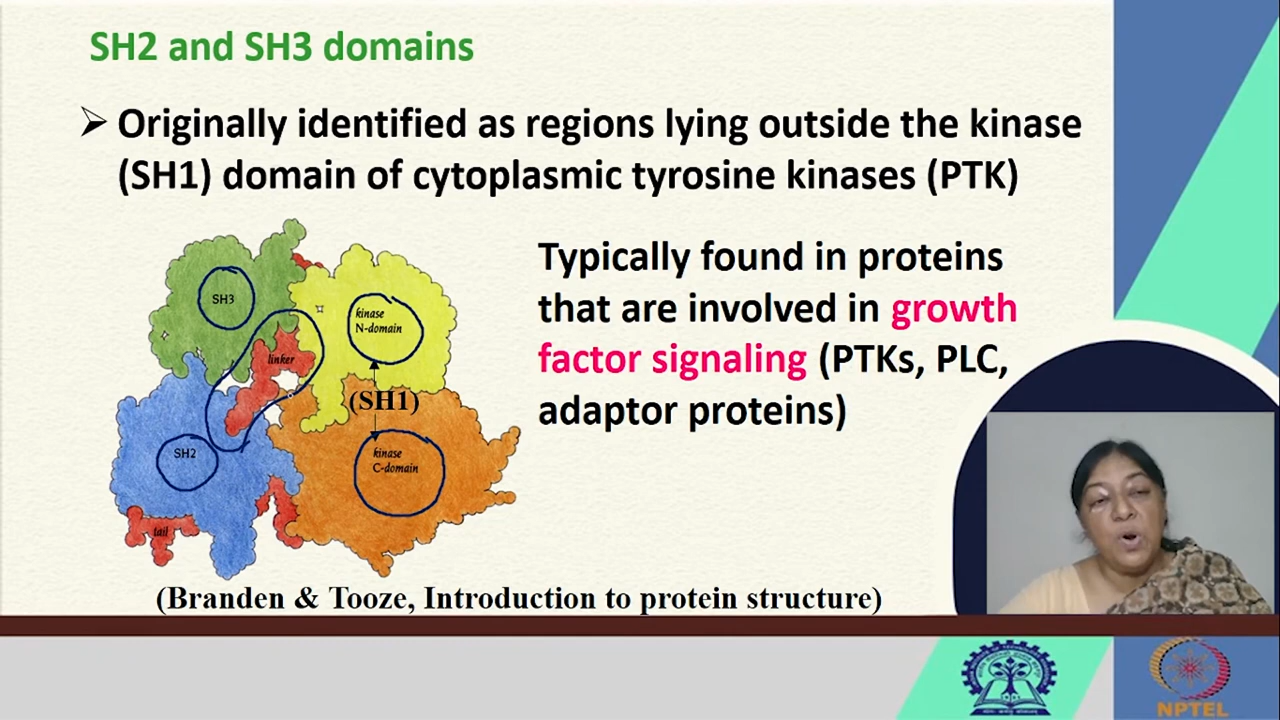 SH2 and SH3 domains
➢ Originally identified as regions lying outside the kinase
(SH1) domain of cytoplasmic tyrosine kinases (PTK)
SH3
kinase
N-domain
linker
(SH1)
SH2
kinase
C-domain
tail
Typically found in proteins
that are involved in growth
factor signaling (PTKs, PLC,
adaptor proteins)
(Branden & Tooze, Introduction to protein structure)
NPTEL